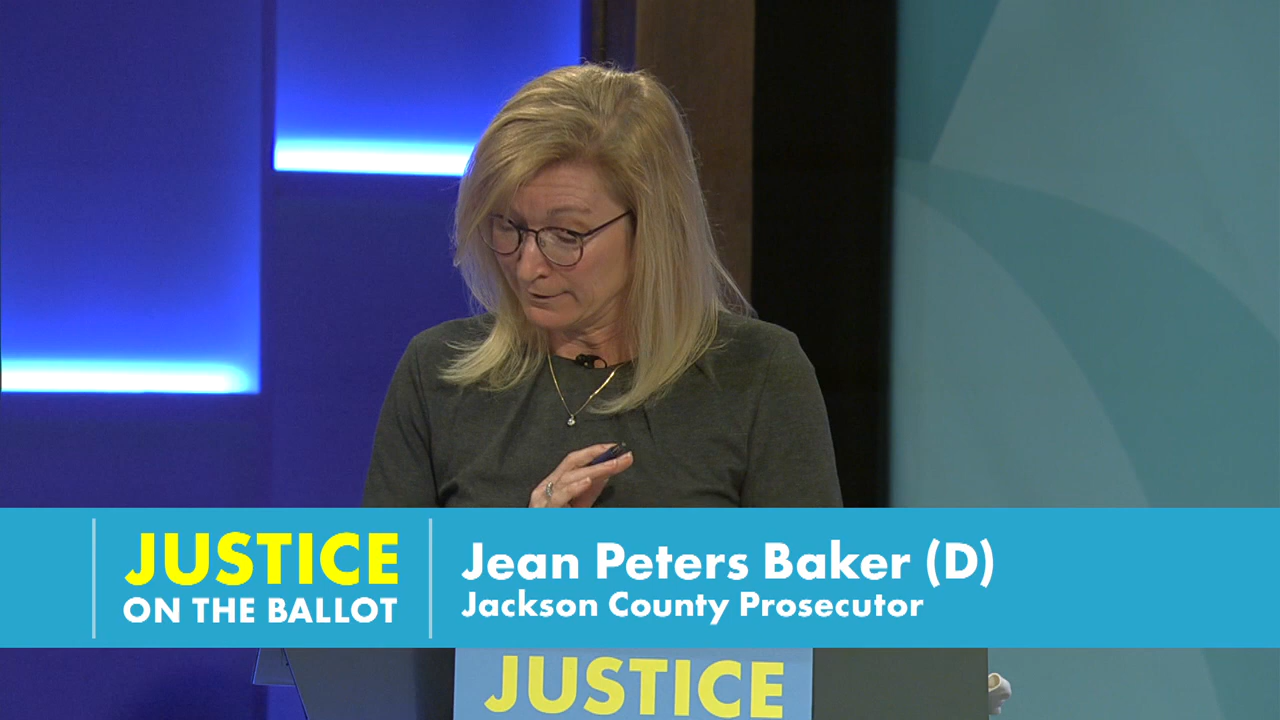 JUSTICE
ON THE BALLOT
Jean Peters Baker (D)
Jackson County Prosecutor
JUSTICE